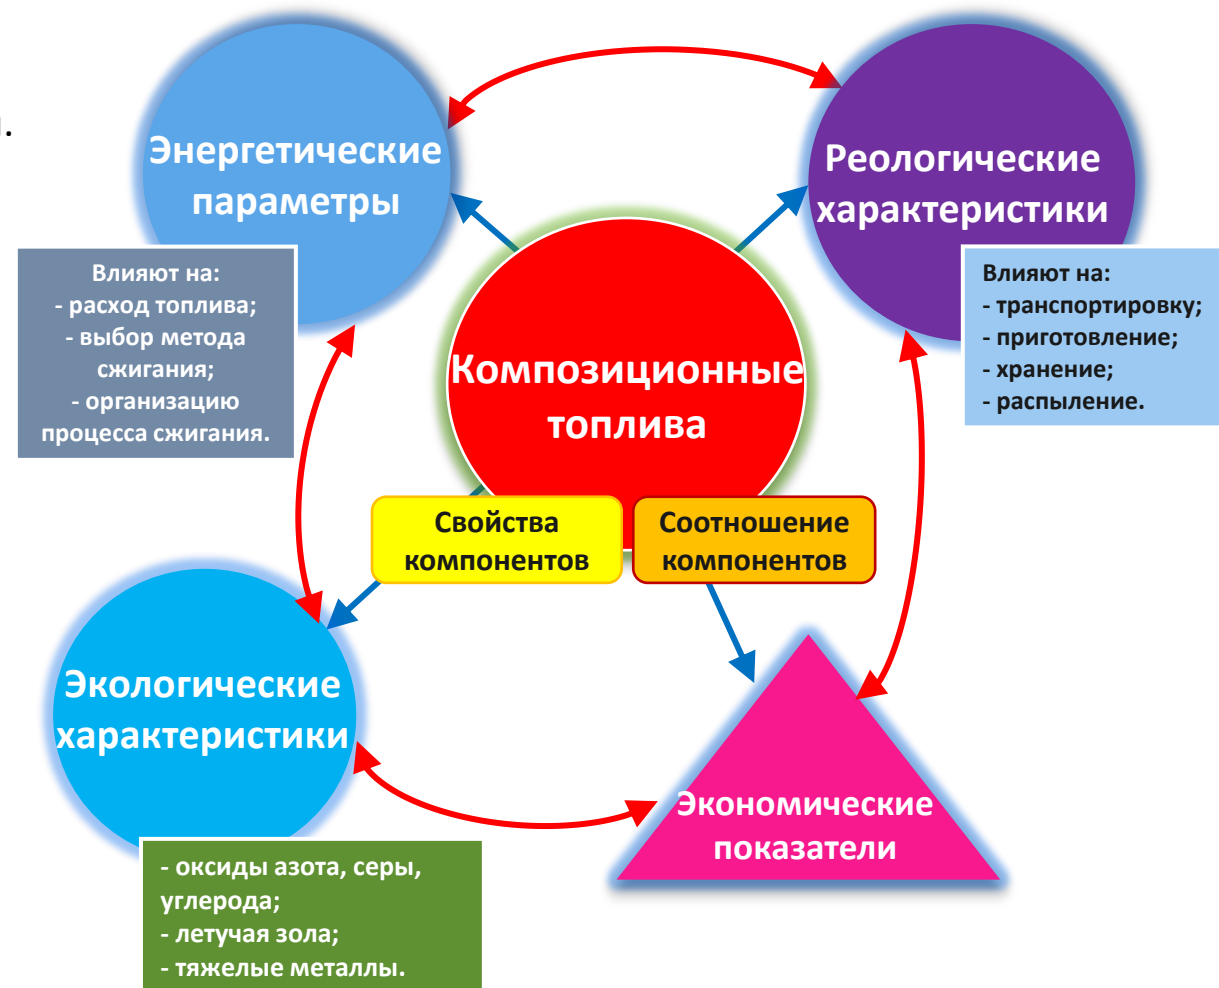 Энергетические
параметры
Реологические
характеристики
Влияют на:
- расход топлива;
- выбор метода
сжигания;
- организацию
процесса сжигания.
Влияют на:
- транспортировку;
- приготовление;
- хранение;
- распыление.
Композиционные
топлива
Свойства
компонентов
Соотношение
компонентов
Экологические
характеристики
Экономические
показатели
- оксиды азота, серы,
углерода;
- летучая зола;
- тяжелые металлы.